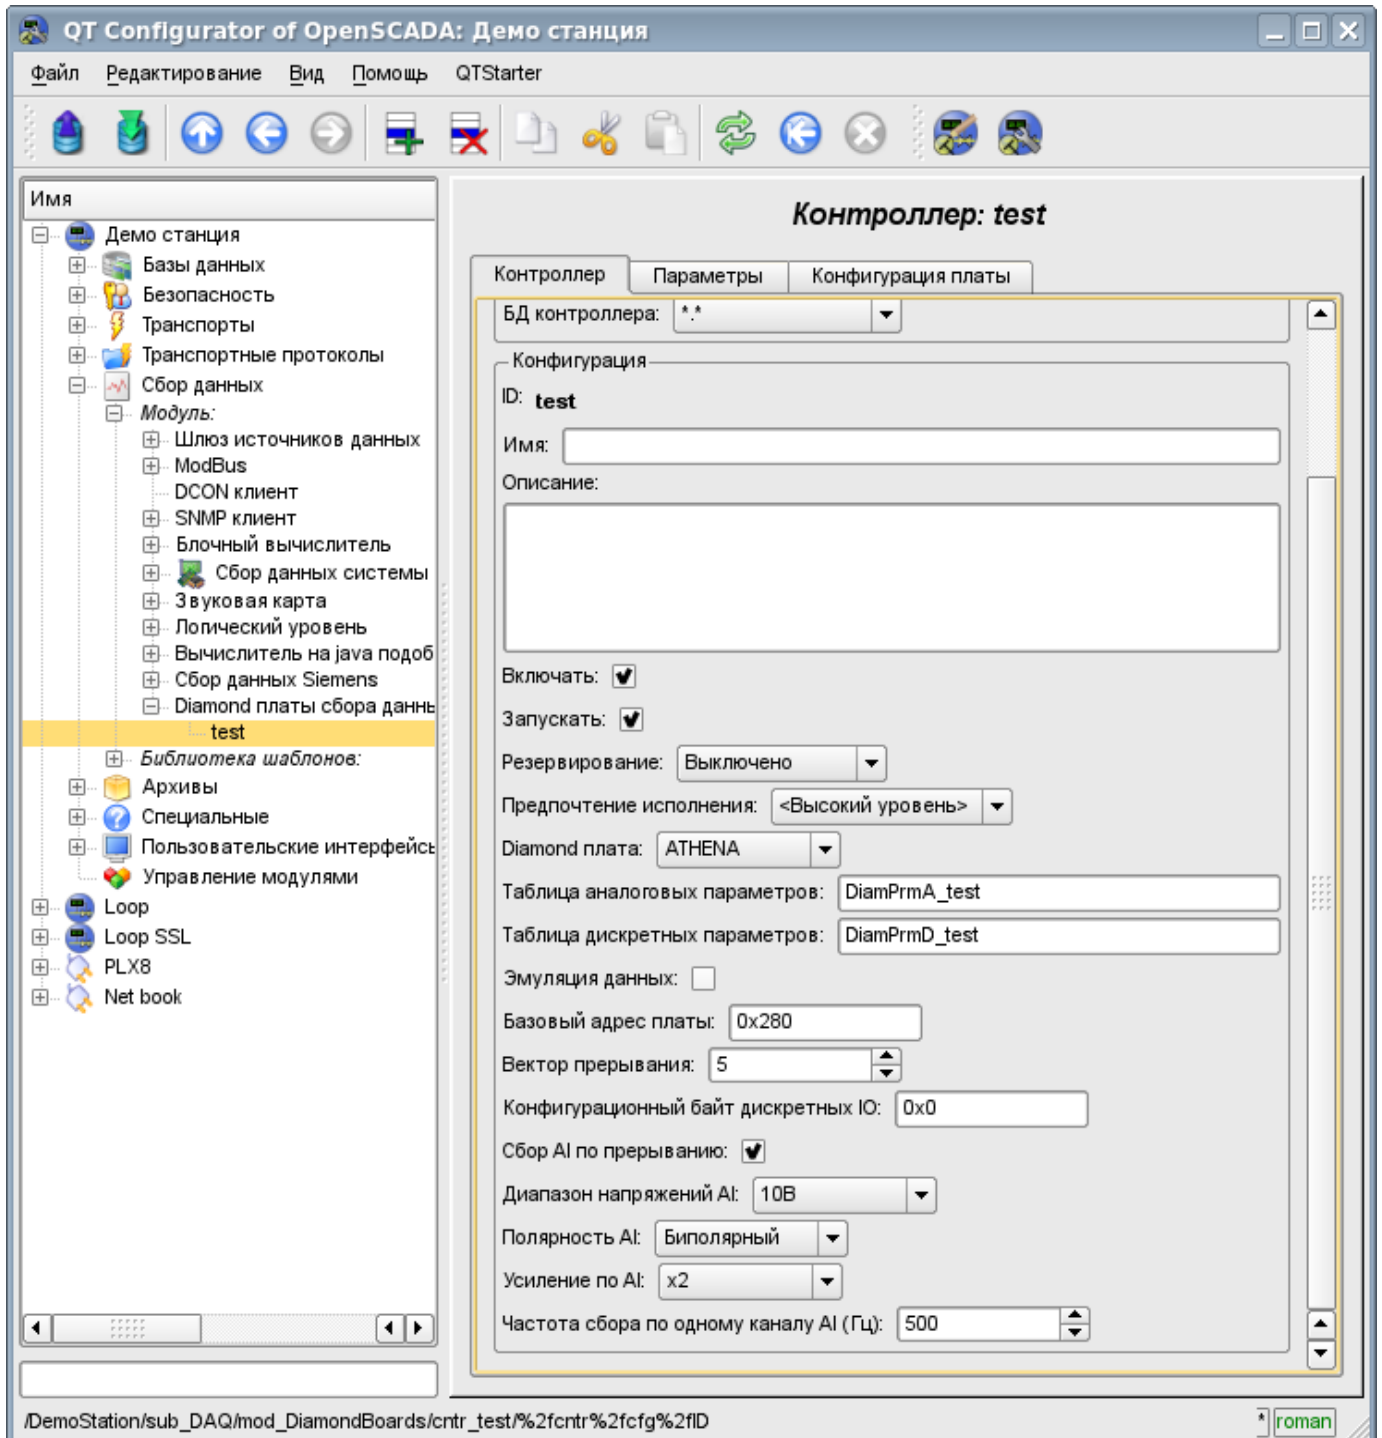 QT Configurator of OpenSCADA: Демо станция
Файл Редактирование Вид Помощь QTStarter
Имя
Демо станция
Базы данных
Безопасность
Транспорты
Транспортные протоколы
Сбор данных
Модуль:
Шлюз источников данных
ModBus
DCON клиент
SNMP клиент
Блочный вычислитель
Сбор данных системы
Звуковая карта
Логический уровень
Вычислитель на java подоб
Сбор данных Siemens
Diamond платы сбора данны
test
Библиотека шаблонов:
Архивы
Специальные
Пользовательские интерфейсы
Управление модулями
Loop
Loop SSL
PLX8
Net book
Контроллер: test
Контроллер Параметры Конфигурация платы
БД контроллера: *.*
Конфигурация
ID: test
Имя:
Описание:
Включать:
Запускать:
Резервирование: Выключено
Предпочтение исполнения: <Высокий уровень>
Diamond плата: ATHENA
Таблица аналоговых параметров: DiamPrmA_test
Таблица дискретных параметров: DiamPrmD_test
Эмуляция данных:
Базовый адрес платы: 0x280
Вектор прерывания: 5
Конфигурационный байт дискретных IO: 0x0
Сбор AI по прерыванию:
Диапазон напряжений AI: 10В
Полярность AI: Биполярный
Усиление по AI: x2
Частота сбора по одному каналу AI (Гц): 500
/DemoStation/sub_DAQ/mod_DiamondBoards/cntr_test/%2fcntr%2fcfg%2fID
* roman